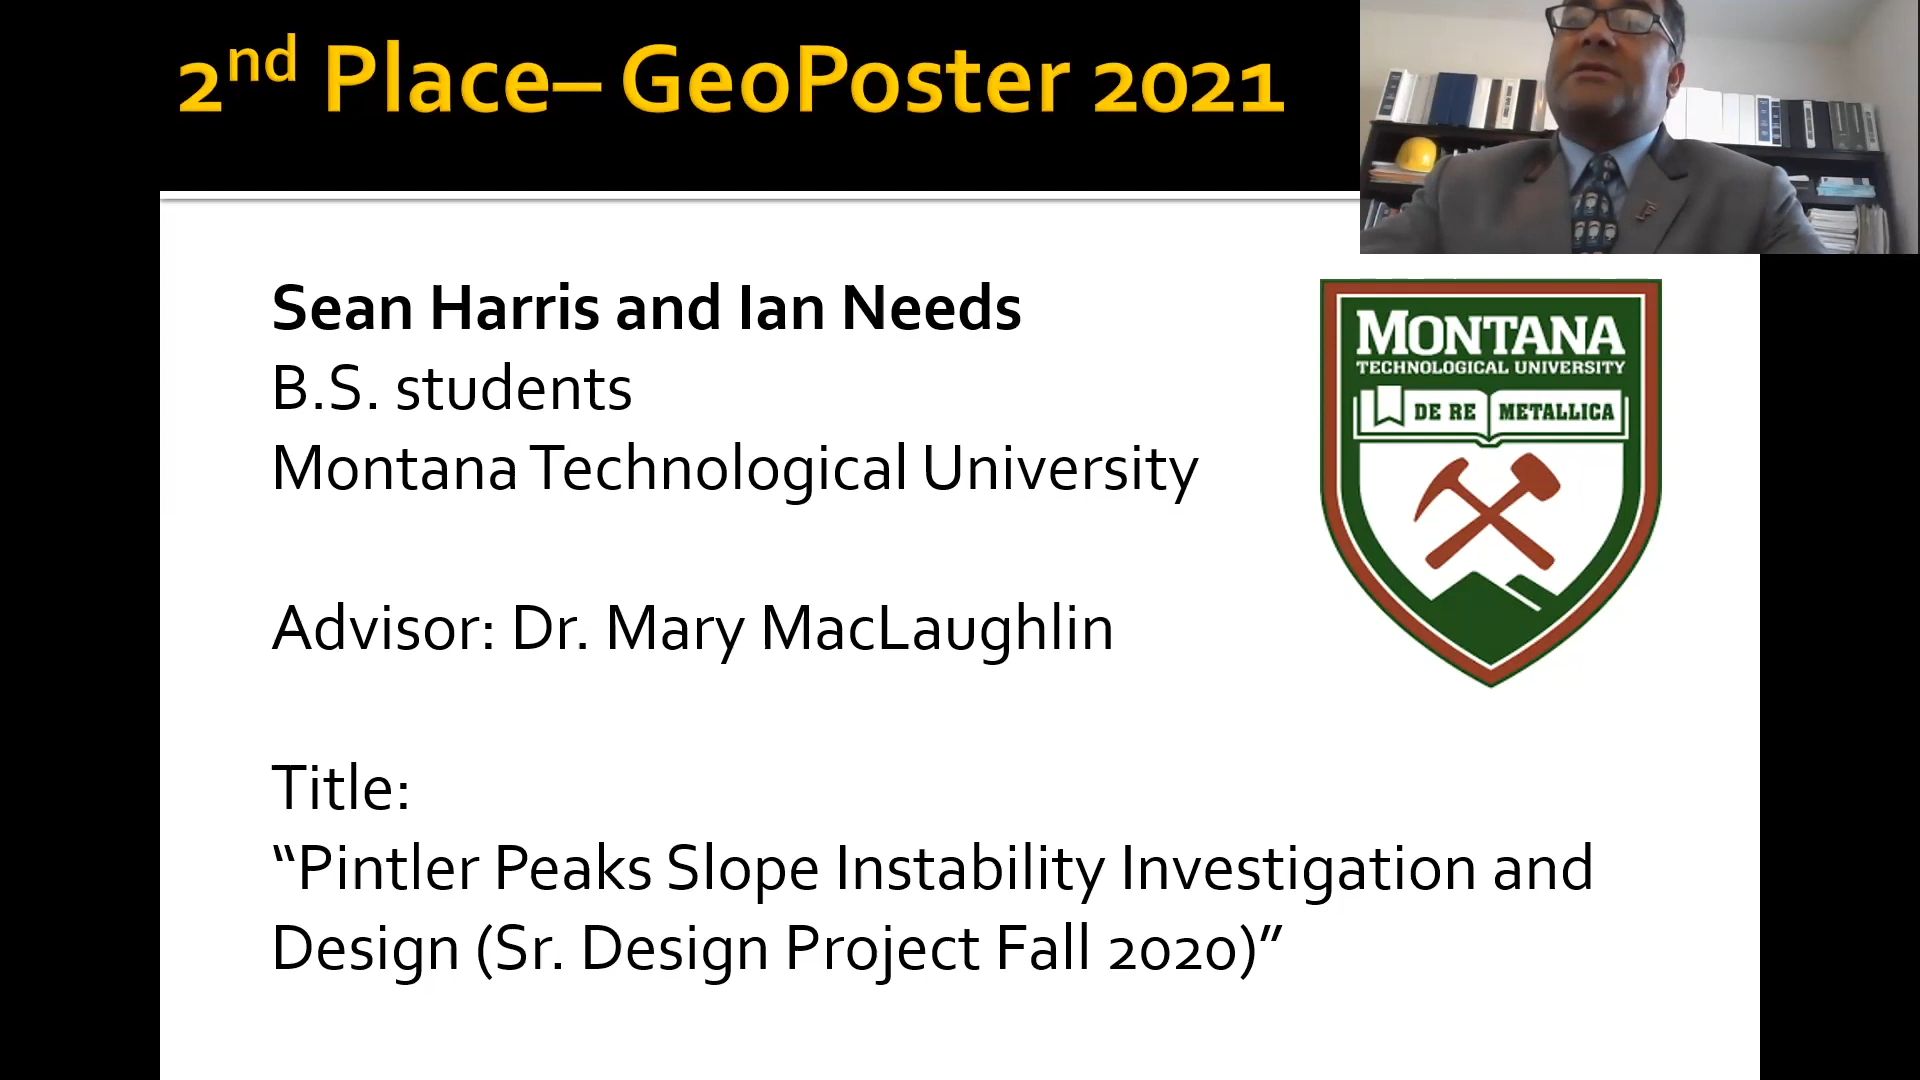 2nd Place– GeoPoster 2021
Sean Harris and Ian Needs
B.S. students
Montana Technological University
Advisor: Dr. Mary MacLaughlin
Title:
“Pintler Peaks Slope Instability Investigation and
Design (Sr. Design Project Fall 2020)”
MONTANA
TECHNOLOGICAL UNIVERSITY
DE RE METALLICA